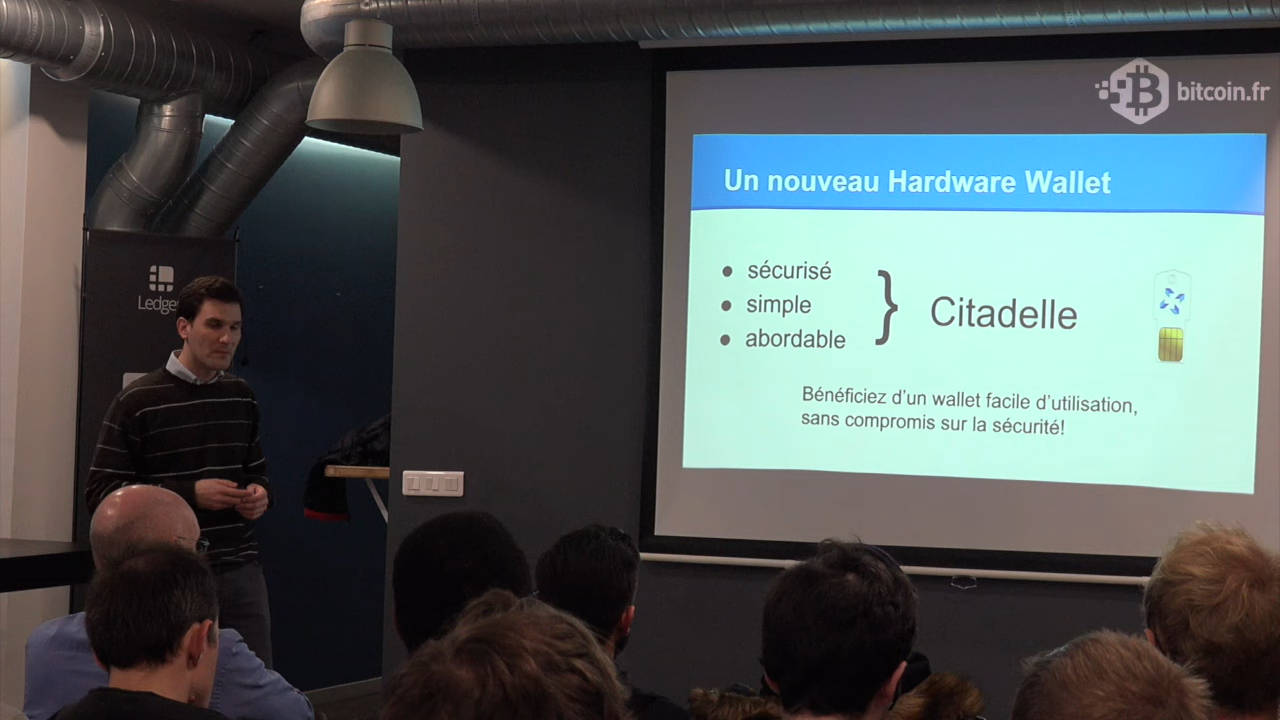 bitcoin.fr
Un nouveau Hardware Wallet
● sécurisé
● simple
● abordable
}
Citadelle
Bénéficiez d'un wallet facile d'utilisation,
sans compromis sur la sécurité!
Ledger